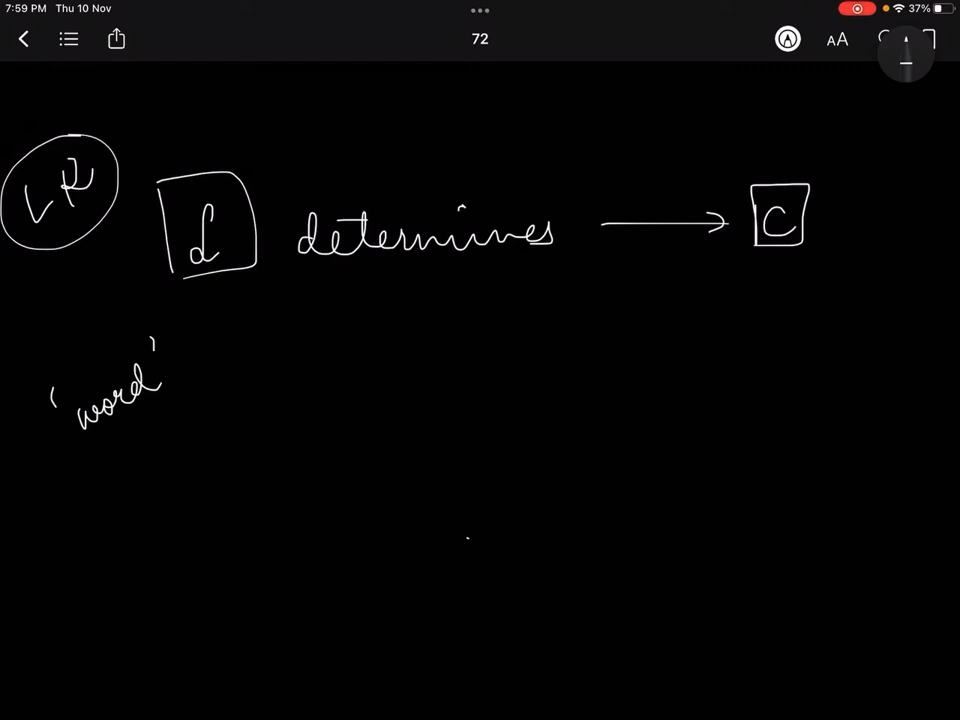 7:59 PM Thu 10 Nov
37%
72
AA
LR
L determines → C
'word'